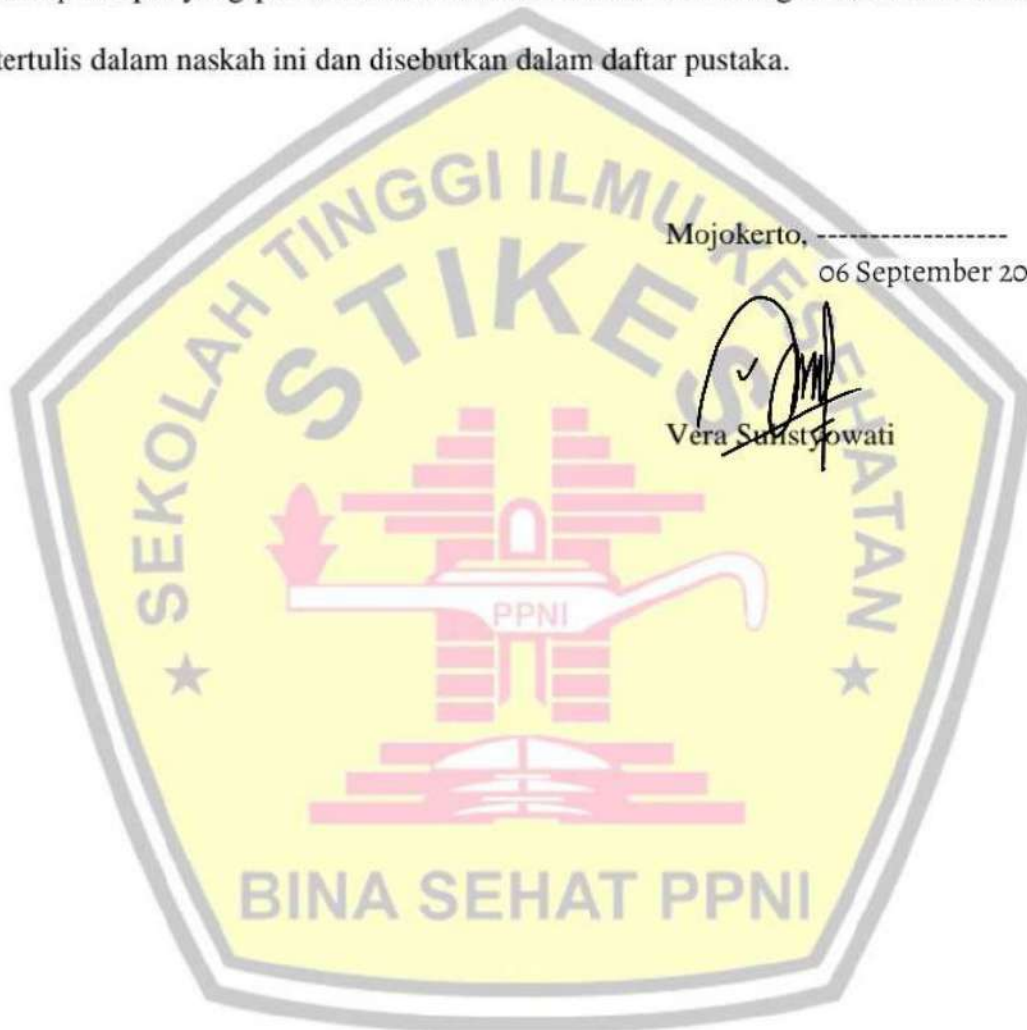 tertulis dalam naskah ini dan disebutkan dalam daftar pustaka.
Mojokerto, ------------------
06 September 20
Vera Sulistyowati
SEKOLAH TINGGI ILMU KESEHATAN
STIKES
PPNI
BINA SEHAT PPNI